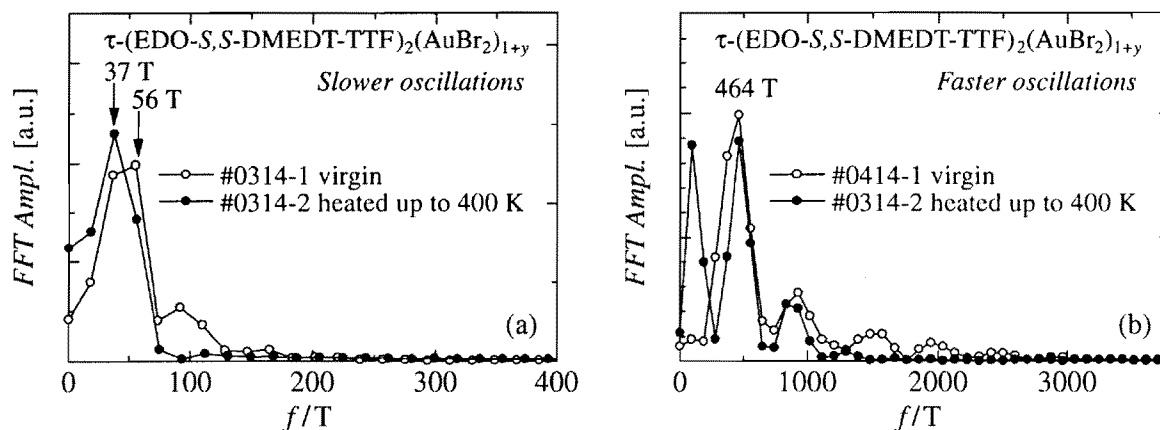 τ-(EDO-S,S-DMEDT-TTF)2(AuBr2)1+y
37 T
Slower oscillations
56 T
#0314-1 virgin
#0314-2 heated up to 400 K
FFT Ampl. [a.u.]
(a)
0 100 200 300 400
f/T
τ-(EDO-S,S-DMEDT-TTF)2(AuBr2)1+y
Faster oscillations
464 T
#0414-1 virgin
#0314-2 heated up to 400 K
FFT Ampl. [a.u.]
(b)
0 1000 2000 3000
f/T